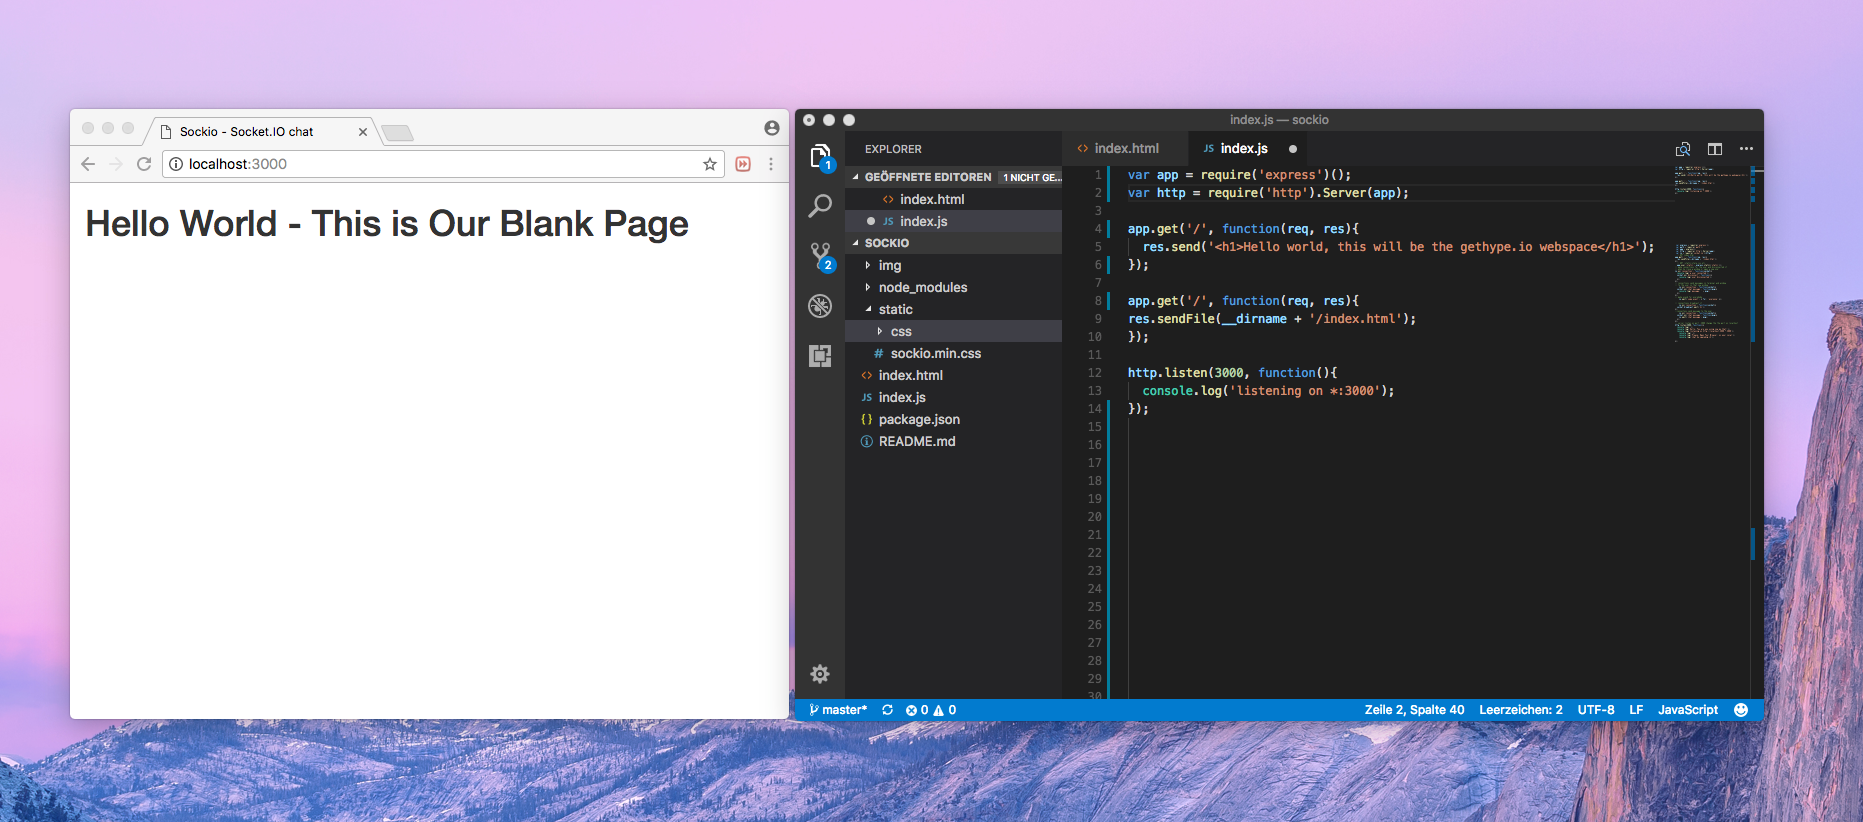 Sockio - Socket.IO chat
localhost:3000
Hello World - This is Our Blank Page
index.js — sockio
EXPLORER
GEÖFFNETE EDITOREN 1 NICHT GE...
index.html
JS index.js
SOCKIO
img
node_modules
static
css
# sockio.min.css
index.html
JS index.js
{} package.json
README.md
1
2
index.html
JS index.js
1 var app = require('express')();
2 var http = require('http').Server(app);
3
4 app.get('/', function(req, res){
5 res.send('<h1>Hello world, this will be the gethype.io webspace</h1>');
6 });
7
8 app.get('/', function(req, res){
9 res.sendFile(__dirname + '/index.html');
10 });
11
12 http.listen(3000, function(){
13 console.log('listening on *:3000');
14 });
15
16
17
18
19
20
21
22
23
24
25
26
27
28
29
30
master* 0 0
Zeile 2, Spalte 40 Leerzeichen: 2 UTF-8 LF JavaScript